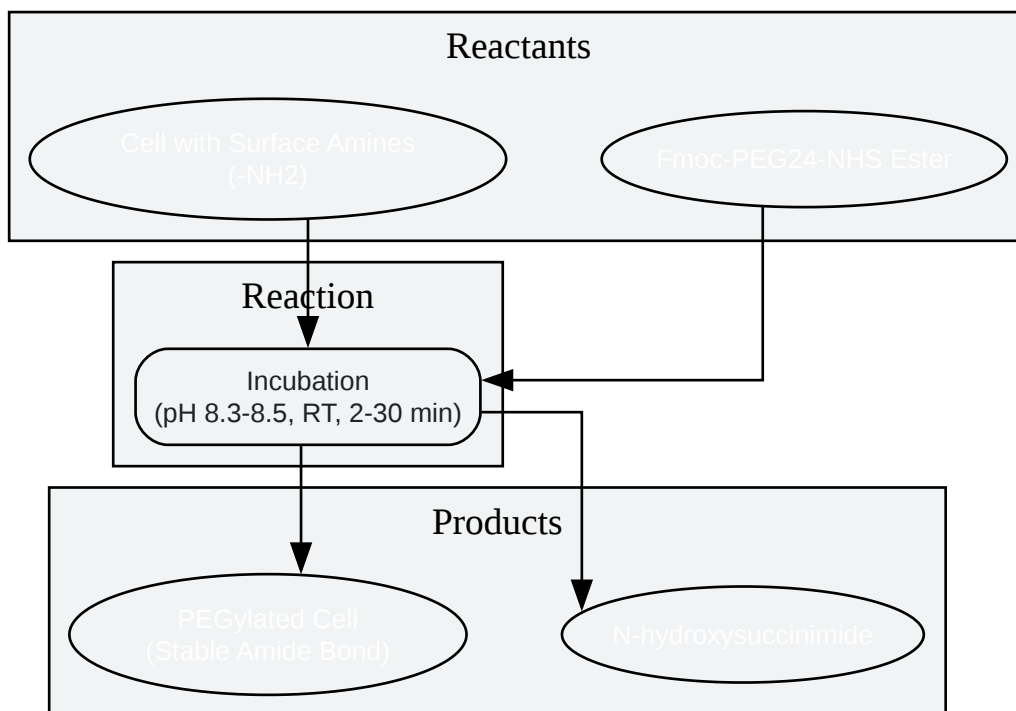 Reactants
Cell with Surface Amines
(-NH2)
Fmoc-PEG24-NHS Ester
Reaction
Incubation
(pH 8.3-8.5, RT, 2-30 min)
Products
PEGylated Cell
(Stable Amide Bond)
N-hydroxysuccinimide